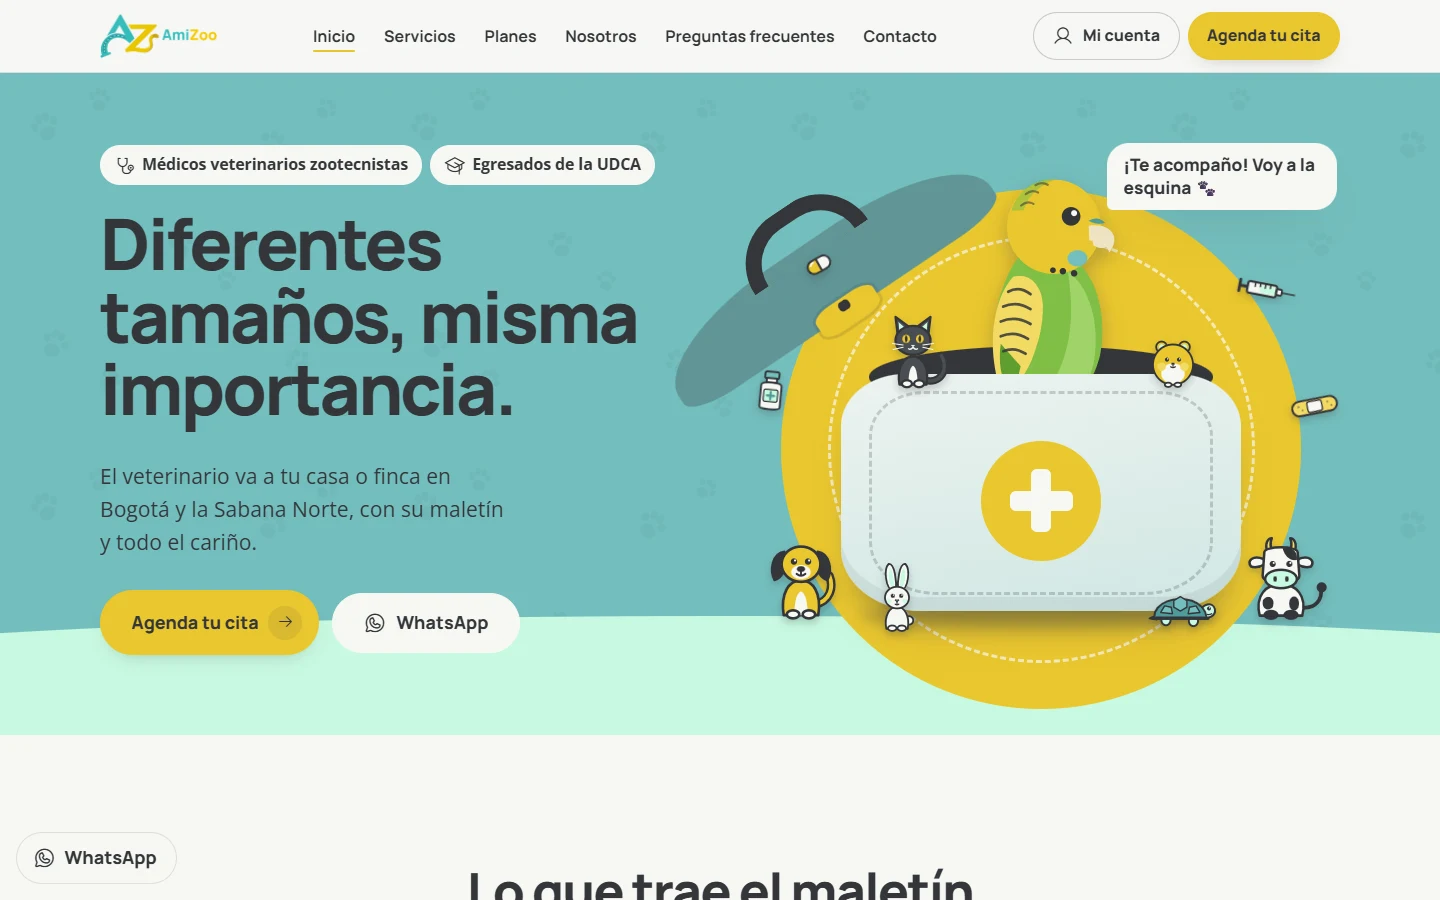 AZ AmiZoo
Inicio
Servicios
Planes
Nosotros
Preguntas frecuentes
Contacto
Mi cuenta
Agenda tu cita
Médicos veterinarios zootecnistas
Egresados de la UDCA
Diferentes
tamaños, misma
importancia.
El veterinario va a tu casa o finca en
Bogotá y la Sabana Norte, con su maletín
y todo el cariño.
Agenda tu cita
WhatsApp
¡Te acompaño! Voy a la
esquina 🐾
WhatsApp
Lo que trae el maletín